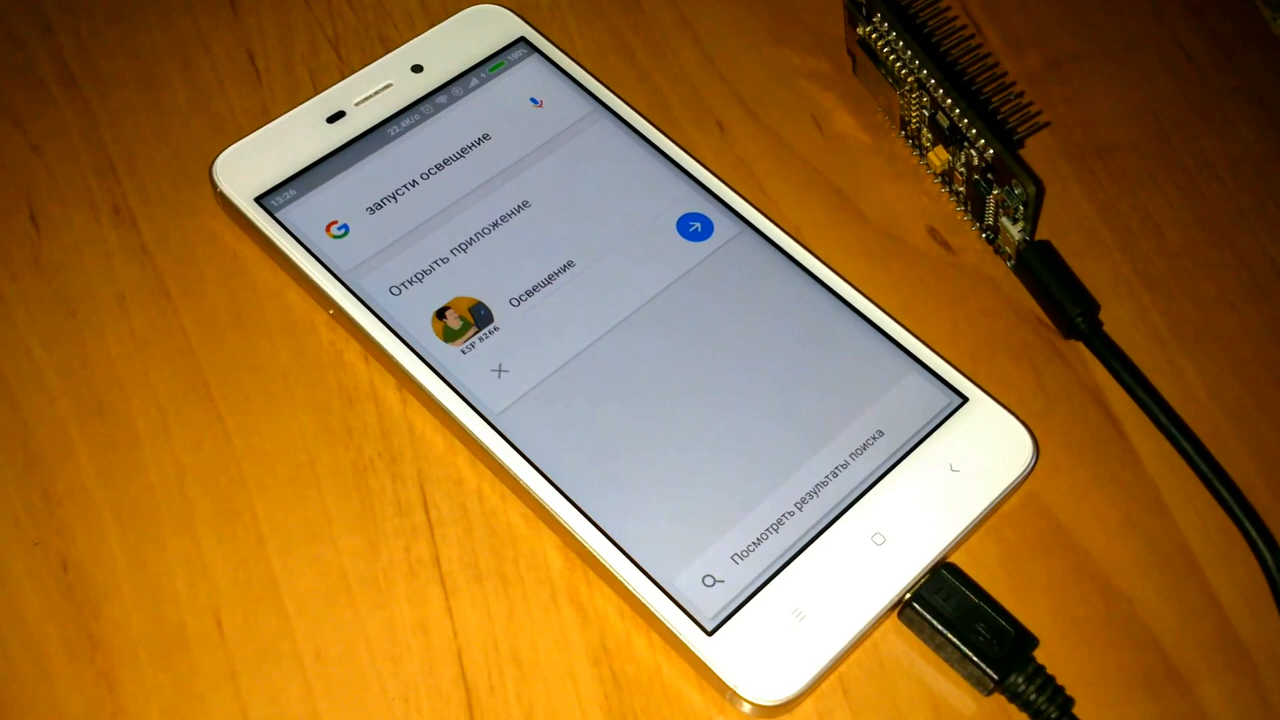 13:26 22,4K/c 100%
запусти освещение
Открыть приложение
Освещение
ESP 8266
Посмотреть результаты поиска